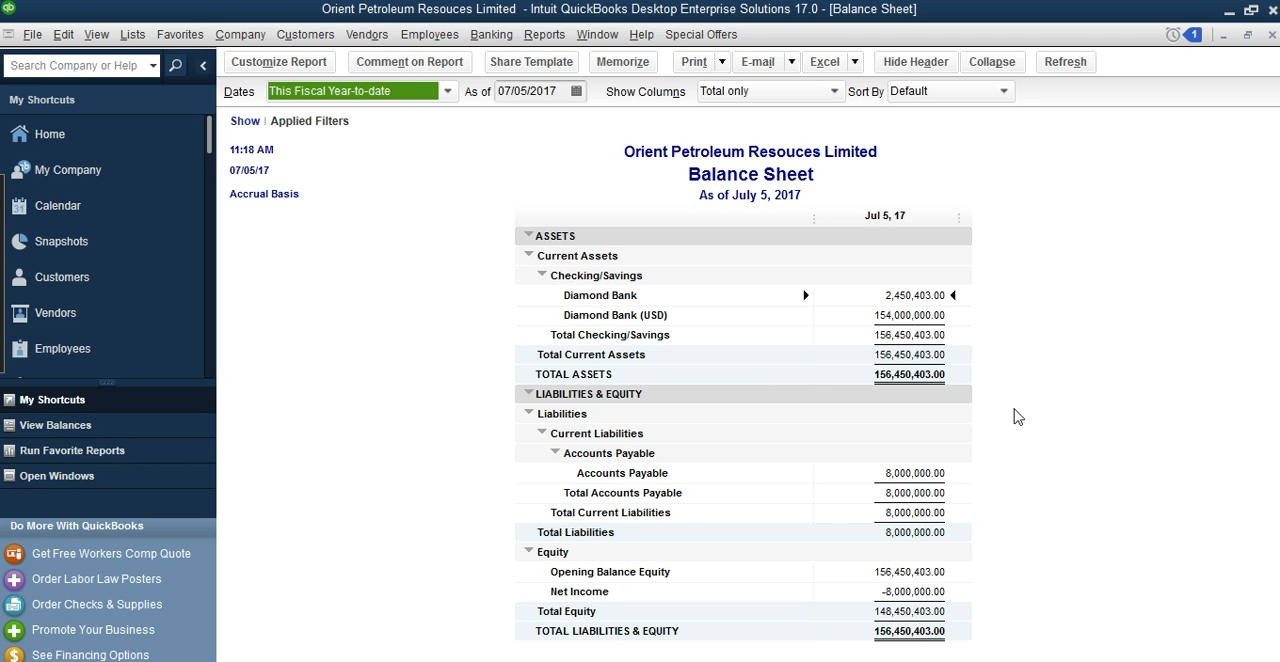 qb
Orient Petroleum Resouces Limited - Intuit QuickBooks Desktop Enterprise Solutions 17.0 - [Balance Sheet]
File Edit View Lists Favorites Company Customers Vendors Employees Banking Reports Window Help Special Offers
1
Search Company or Help
Customize Report Comment on Report Share Template Memorize Print E-mail Excel Hide Header Collapse Refresh
Dates This Fiscal Year-to-date As of 07/05/2017 Show Columns Total only Sort By Default
My Shortcuts
Home
My Company
31 Calendar
Snapshots
Customers
Vendors
Employees
My Shortcuts
View Balances
Run Favorite Reports
Open Windows
Do More With QuickBooks
Get Free Workers Comp Quote
Order Labor Law Posters
Order Checks & Supplies
Promote Your Business
See Financing Options
Show | Applied Filters
11:18 AM
07/05/17
Accrual Basis
Orient Petroleum Resouces Limited
Balance Sheet
As of July 5, 2017
Jul 5, 17
ASSETS
Current Assets
Checking/Savings
Diamond Bank 2,450,403.00
Diamond Bank (USD) 154,000,000.00
Total Checking/Savings 156,450,403.00
Total Current Assets 156,450,403.00
TOTAL ASSETS 156,450,403.00
LIABILITIES & EQUITY
Liabilities
Current Liabilities
Accounts Payable
Accounts Payable 8,000,000.00
Total Accounts Payable 8,000,000.00
Total Current Liabilities 8,000,000.00
Total Liabilities 8,000,000.00
Equity
Opening Balance Equity 156,450,403.00
Net Income -8,000,000.00
Total Equity 148,450,403.00
TOTAL LIABILITIES & EQUITY 156,450,403.00